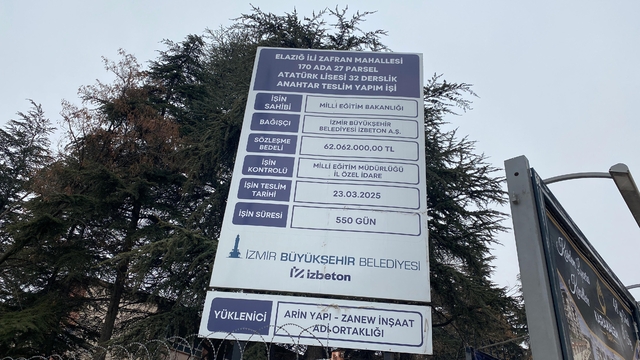 ELAZIĞ İLİ ZAFRAN MAHALLESİ
170 ADA 27 PARSEL
ATATÜRK LİSESİ 32 DERSLİK
ANAHTAR TESLİM YAPIM İŞİ
İŞİN SAHİBİ
MİLLİ EĞİTİM BAKANLIĞI
BAĞIŞÇI
İZMİR BÜYÜKŞEHİR
BELEDİYESİ İZBETON A.Ş.
SÖZLEŞME BEDELİ
62.062.000,00 TL
İŞİN KONTROLÜ
MİLLİ EĞİTİM MÜDÜRLÜĞÜ
İL ÖZEL İDARE
İŞİN TESLİM TARİHİ
23.03.2025
İŞİN SÜRESİ
550 GÜN
İZMİR BÜYÜKŞEHİR BELEDİYESİ
izbeton
YÜKLENİCİ
ARİN YAPI - ZANEW İNŞAAT
ADİ ORTAKLIĞI